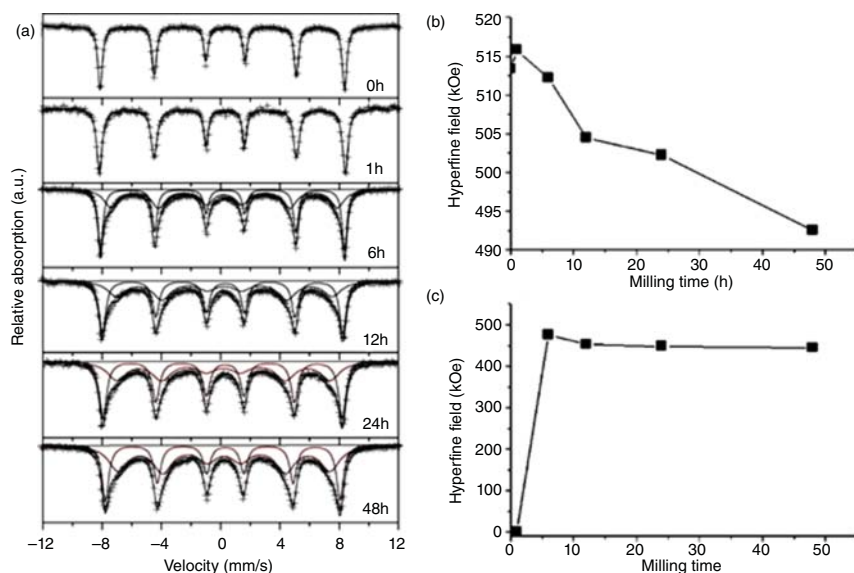 (a)
Relative absorption (a.u.)
0h
1h
6h
12h
24h
48h
−12 −8 −4 0 4 8 12
Velocity (mm/s)
(b)
Hyperfine field (kOe)
520
515
510
505
500
495
490
0 10 20 30 40 50
Milling time (h)
(c)
Hyperfine field (kOe)
500
400
300
200
100
0
0 10 20 30 40 50
Milling time